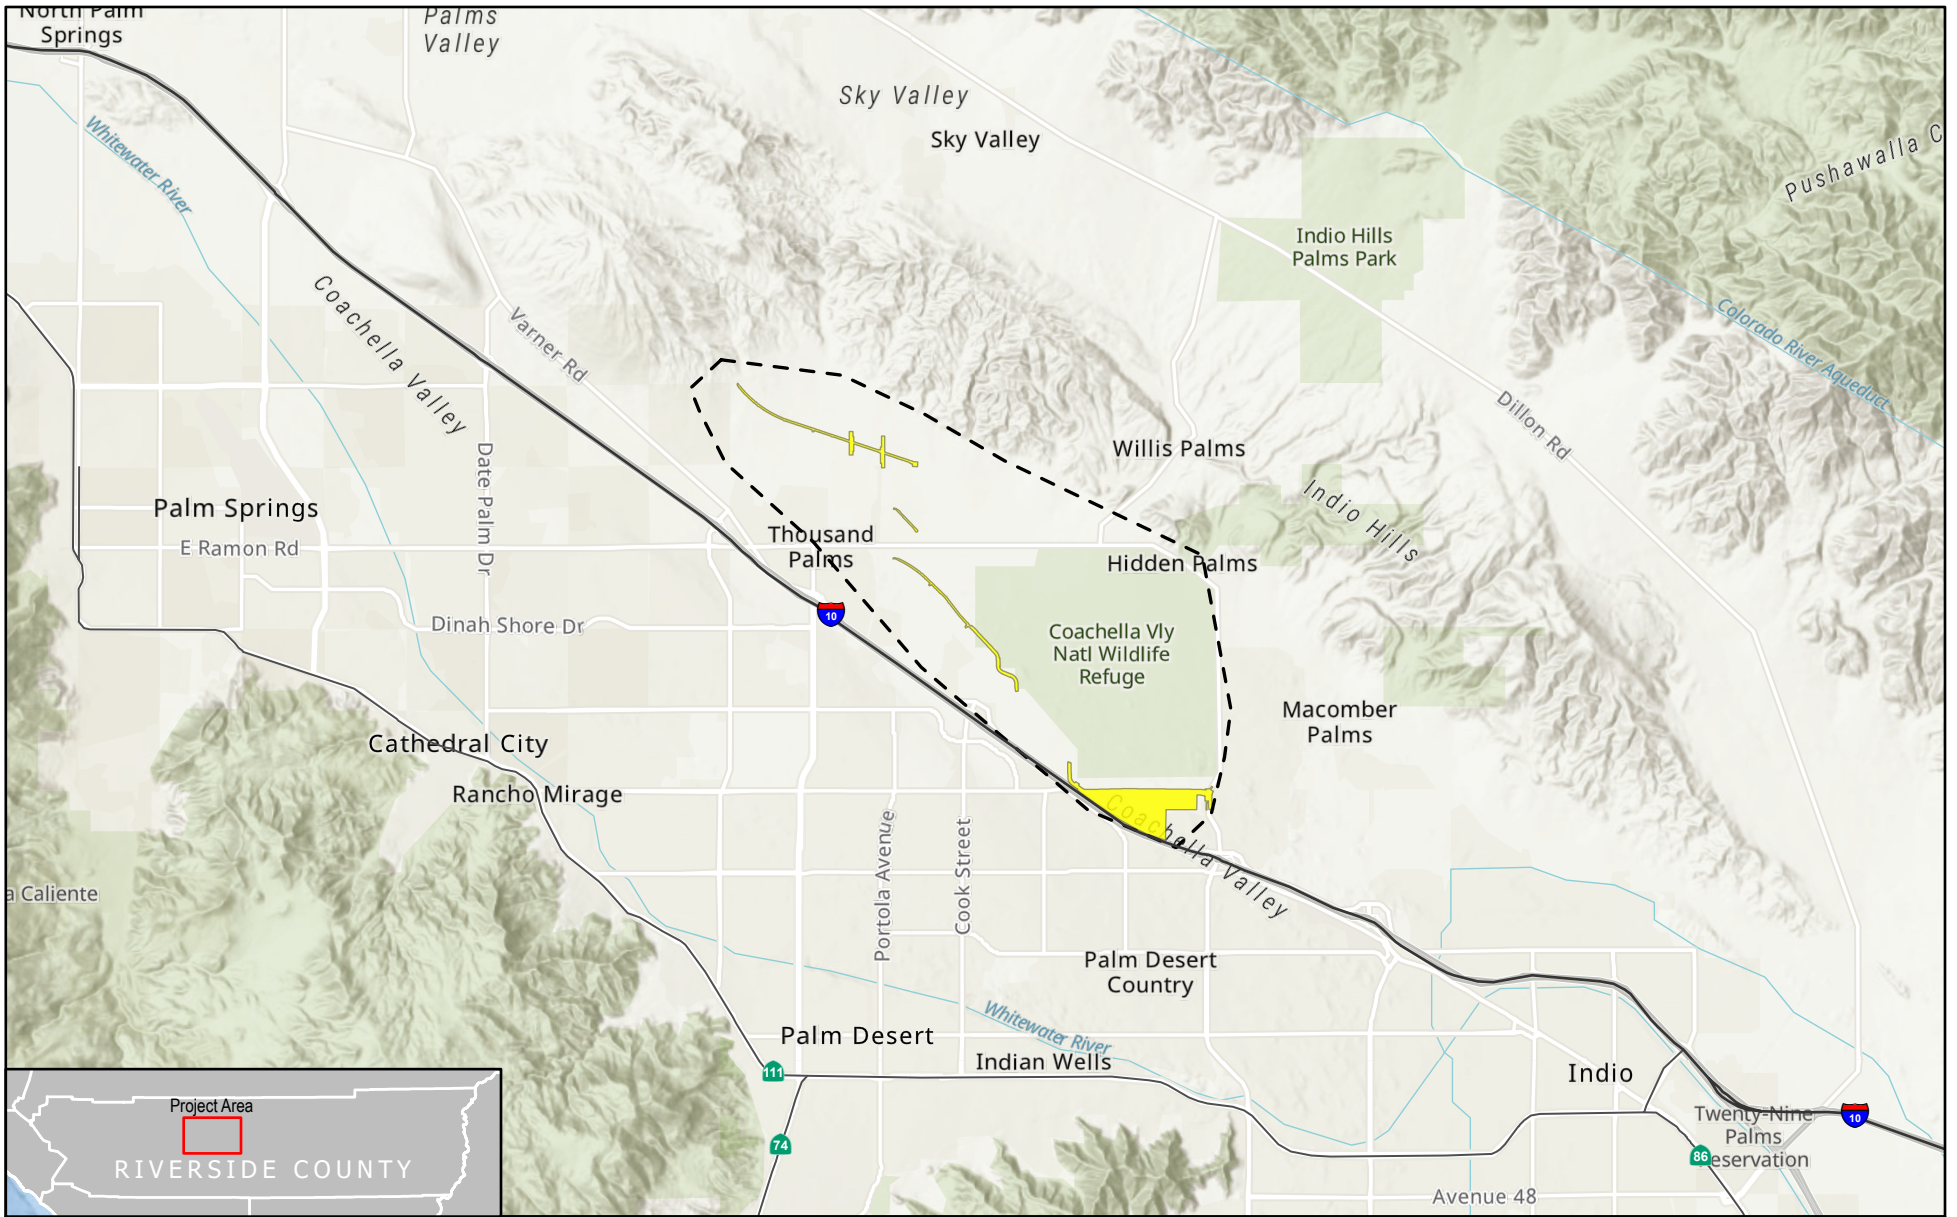 North Palm
Springs
Palms
Valley
Sky Valley
Sky Valley
Pushawalla C
Whitewater River
Indio Hills
Palms Park
Coachella Valley
Varner Rd
Colorado River Aqueduct
Dillon Rd
Date Palm Dr
Willis Palms
Indio Hills
Palm Springs
E Ramon Rd
Thousand
Palms
Hidden Palms
10
Dinah Shore Dr
Coachella Vly
Natl Wildlife
Refuge
Macomber
Palms
Cathedral City
Rancho Mirage
Coachella Valley
Portola Avenue
Cook Street
a Caliente
Palm Desert
Country
Whitewater River
Palm Desert
Indian Wells
111
Indio
74
10
Twenty-Nine
Palms
Reservation
86
Avenue 48
Project Area
RIVERSIDE COUNTY